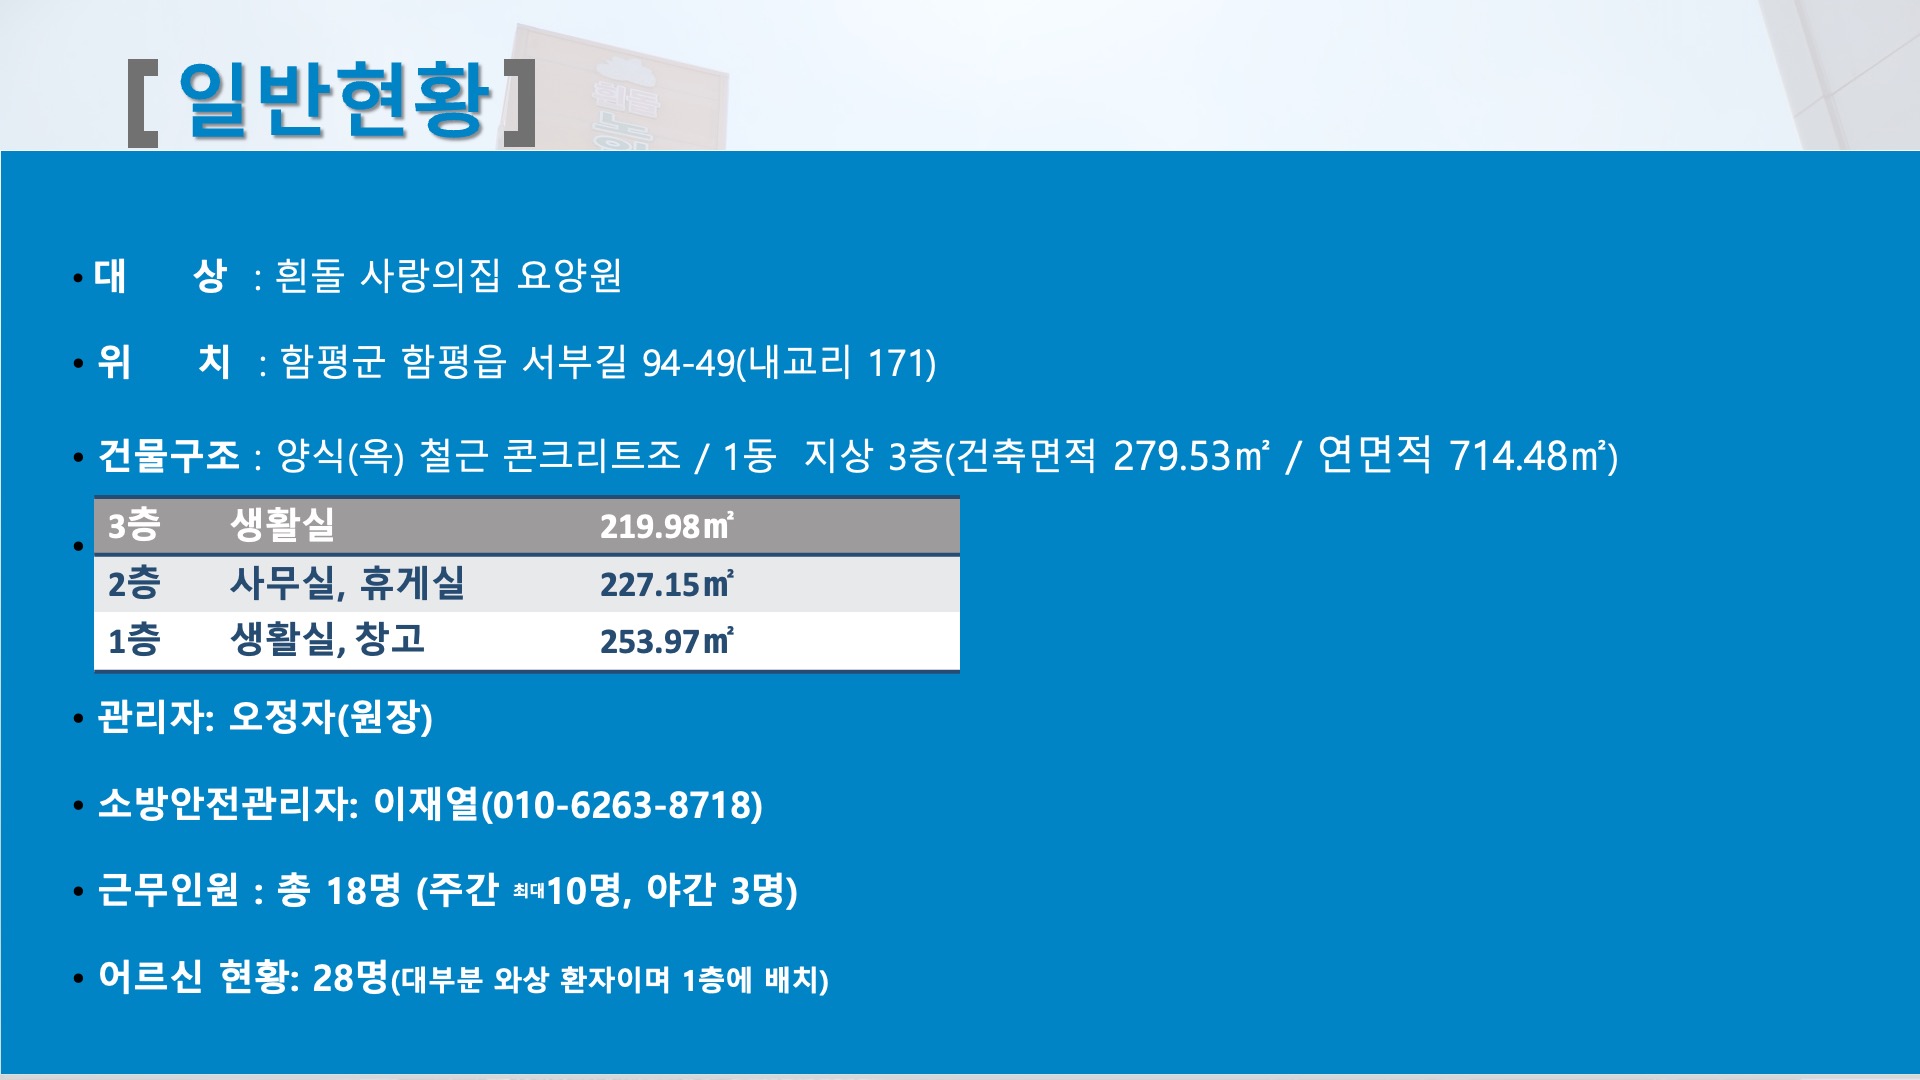 [ 일반현황 ]
흰돌
• 대 상 : 흰돌 사랑의집 요양원
• 위 치 : 함평군 함평읍 서부길 94-49(내교리 171)
• 건물구조 : 양식(옥) 철근 콘크리트조 / 1동 지상 3층(건축면적 279.53㎡ / 연면적 714.48㎡)
• 3층 생활실 219.98㎡
2층 사무실, 휴게실 227.15㎡
1층 생활실, 창고 253.97㎡
• 관리자: 오정자(원장)
• 소방안전관리자: 이재열(010-6263-8718)
• 근무인원 : 총 18명 (주간 최대10명, 야간 3명)
• 어르신 현황: 28명(대부분 와상 환자이며 1층에 배치)